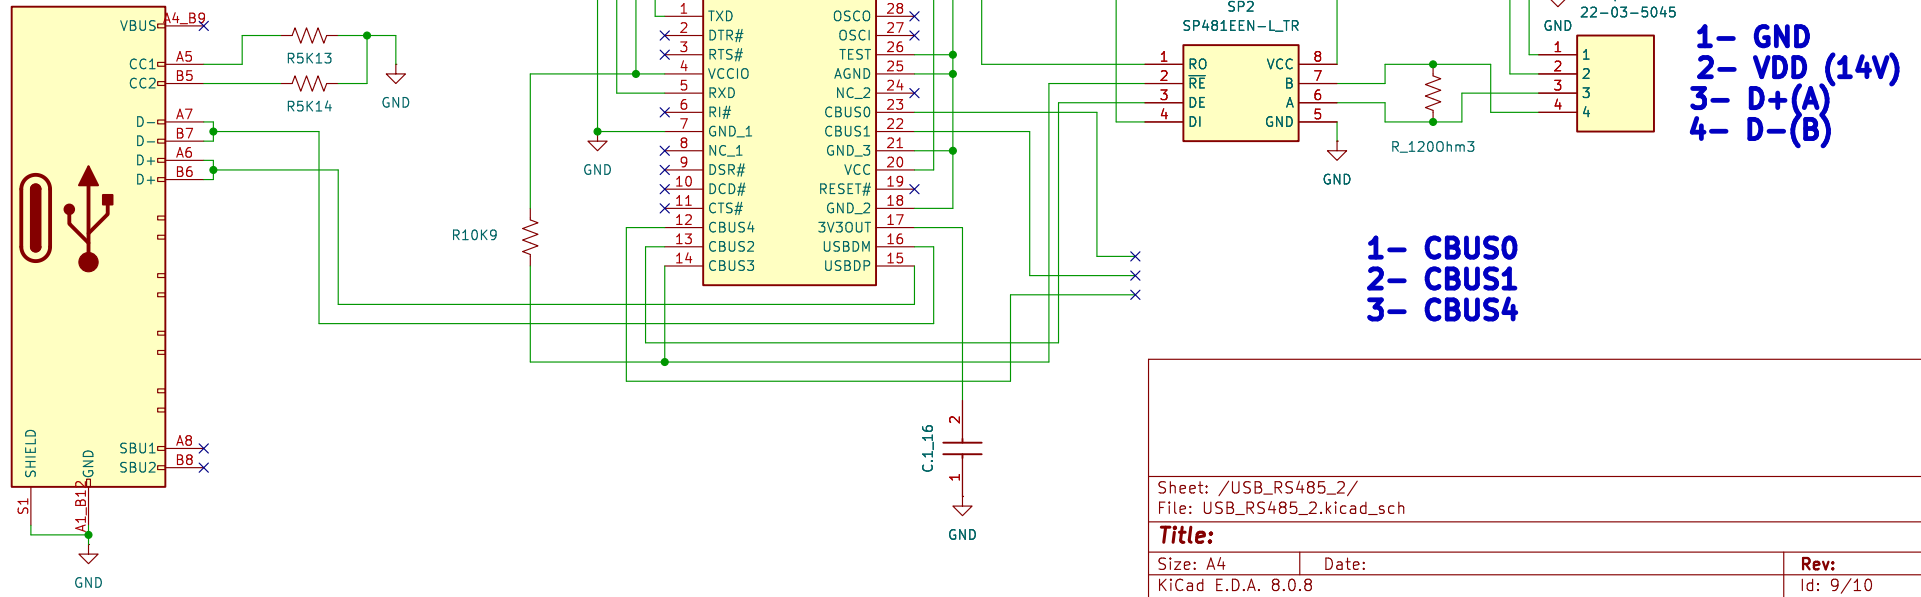 A4_B9
VBUS
CC1 A5
CC2 B5
D- A7
D- B7
D+ A6
D+ B6
SBU1 A8
SBU2 B8
SHIELD
GND
S1
A1_B12
GND
R5K13
R5K14
GND
R10K9
GND
1 TXD
2 DTR#
3 RTS#
4 VCCIO
5 RXD
6 RI#
7 GND_1
8 NC_1
9 DSR#
10 DCD#
11 CTS#
12 CBUS4
13 CBUS2
14 CBUS3
OSCO 28
OSCI 27
TEST 26
AGND 25
NC_2 24
CBUS0 23
CBUS1 22
GND_3 21
VCC 20
RESET# 19
GND_2 18
3V3OUT 17
USBDM 16
USBDP 15
C.1_16
2
1
GND
SP2
SP481EEN-L_TR
1 RO VCC 8
2 RE B 7
3 DE A 6
4 DI GND 5
GND
R_120Ohm3
GND
22-03-5045
1 1
2 2
3 3
4 4
1- GND
2- VDD (14V)
3- D+(A)
4- D-(B)
1- CBUS0
2- CBUS1
3- CBUS4
Sheet: /USB_RS485_2/
File: USB_RS485_2.kicad_sch
Title:
Size: A4 Date: Rev:
KiCad E.D.A. 8.0.8 Id: 9/10